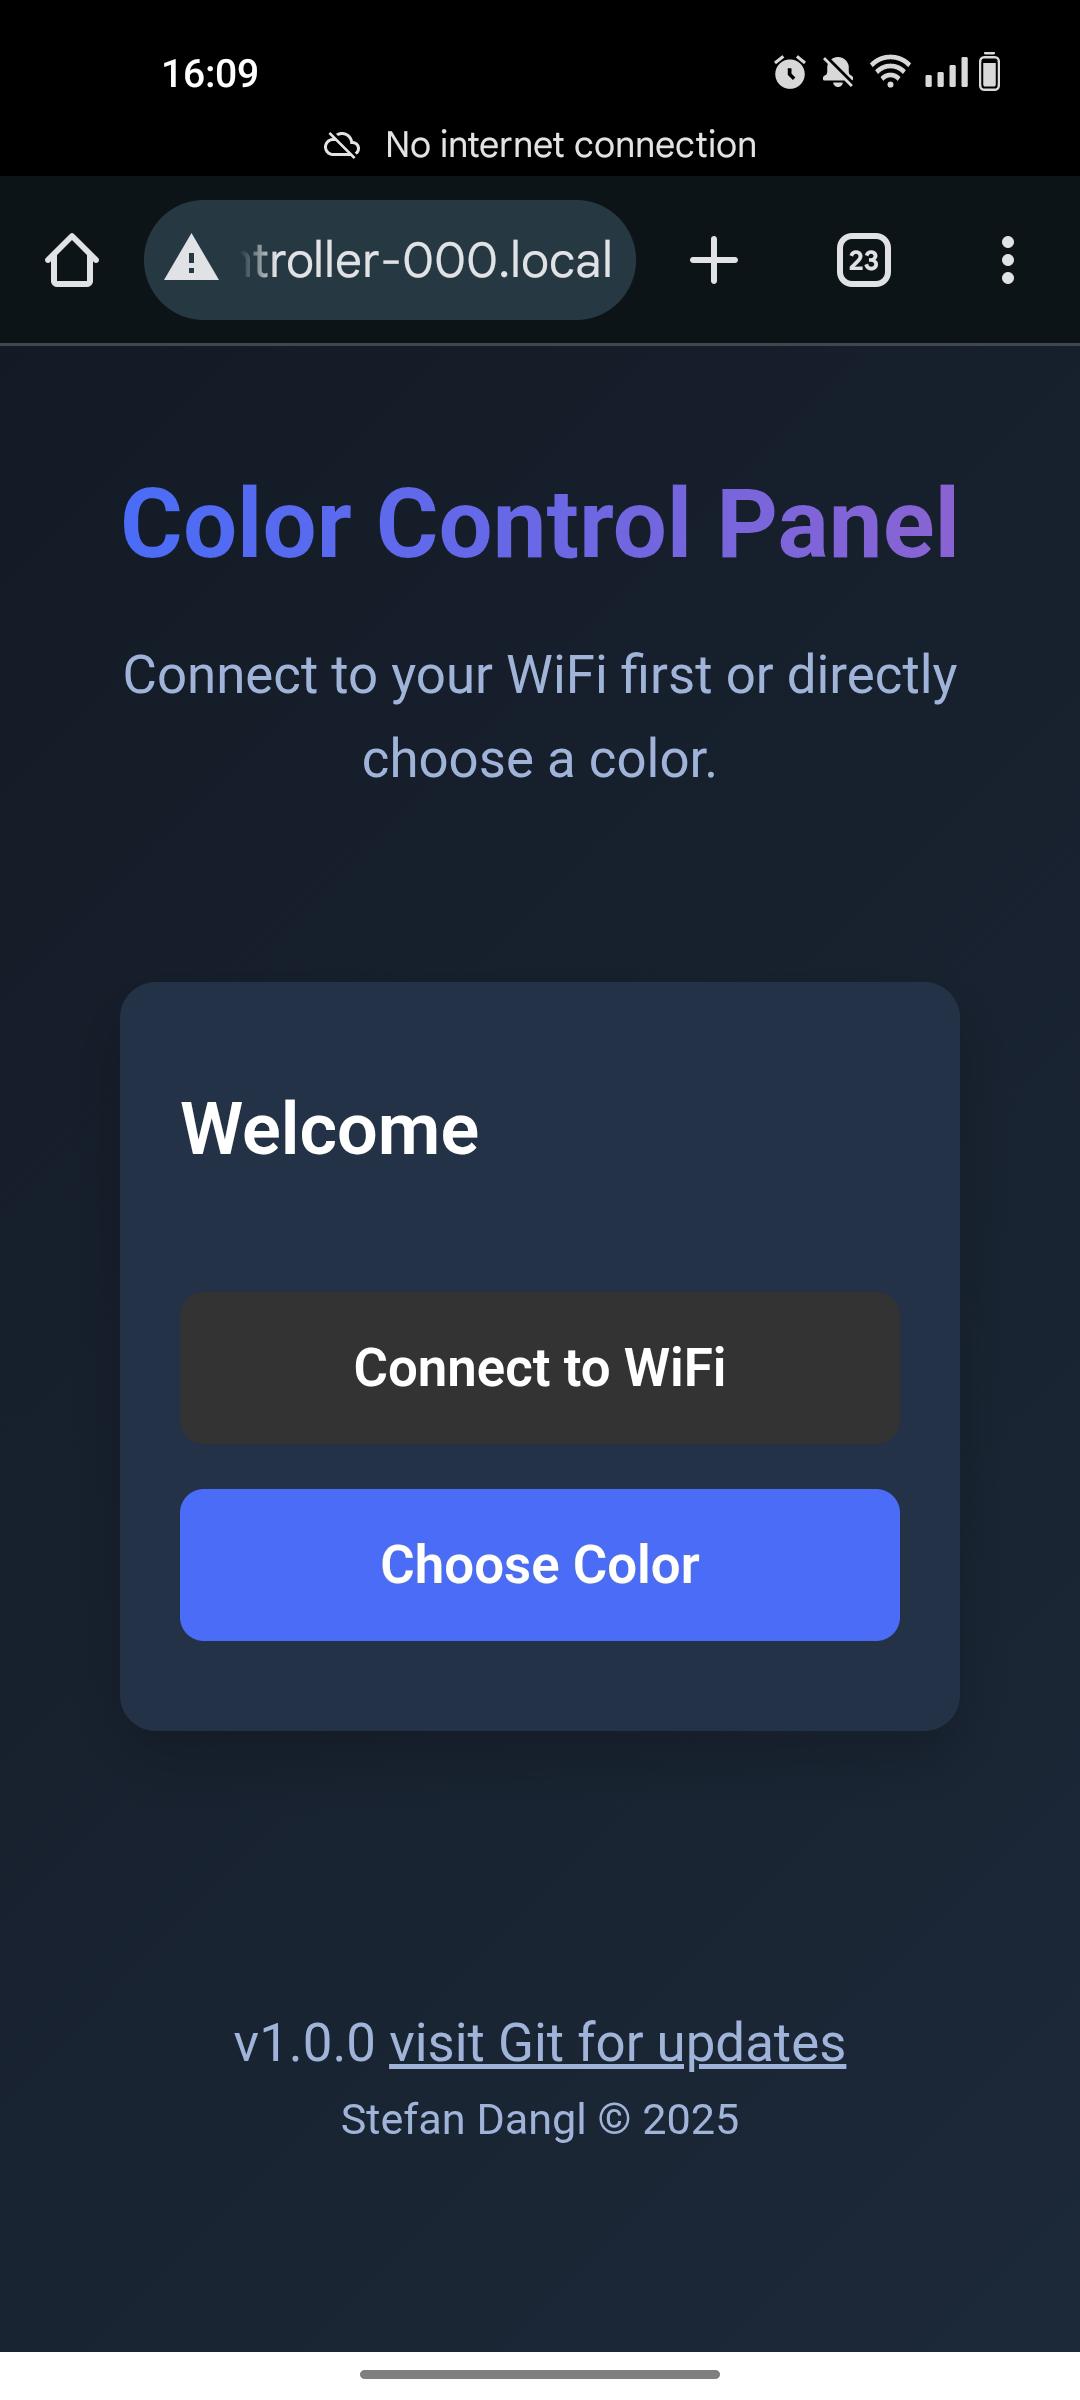 16:09
No internet connection
ntroller-000.local
23
Color Control Panel
Connect to your WiFi first or directly
choose a color.
Welcome
Connect to WiFi
Choose Color
v1.0.0 visit Git for updates
Stefan Dangl © 2025